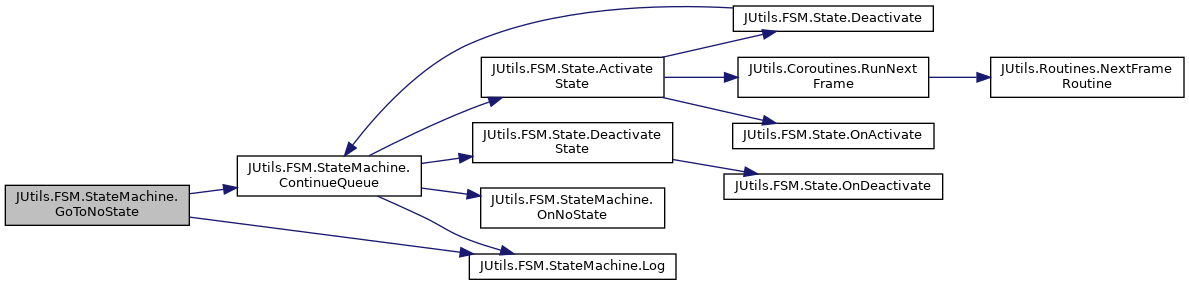 JUtils.FSM.StateMachine.
GoToNoState
JUtils.FSM.StateMachine.
ContinueQueue
JUtils.FSM.State.Activate
State
JUtils.FSM.State.Deactivate
JUtils.Coroutines.RunNext
Frame
JUtils.Routines.NextFrame
Routine
JUtils.FSM.State.OnActivate
JUtils.FSM.State.Deactivate
State
JUtils.FSM.State.OnDeactivate
JUtils.FSM.StateMachine.
OnNoState
JUtils.FSM.StateMachine.Log